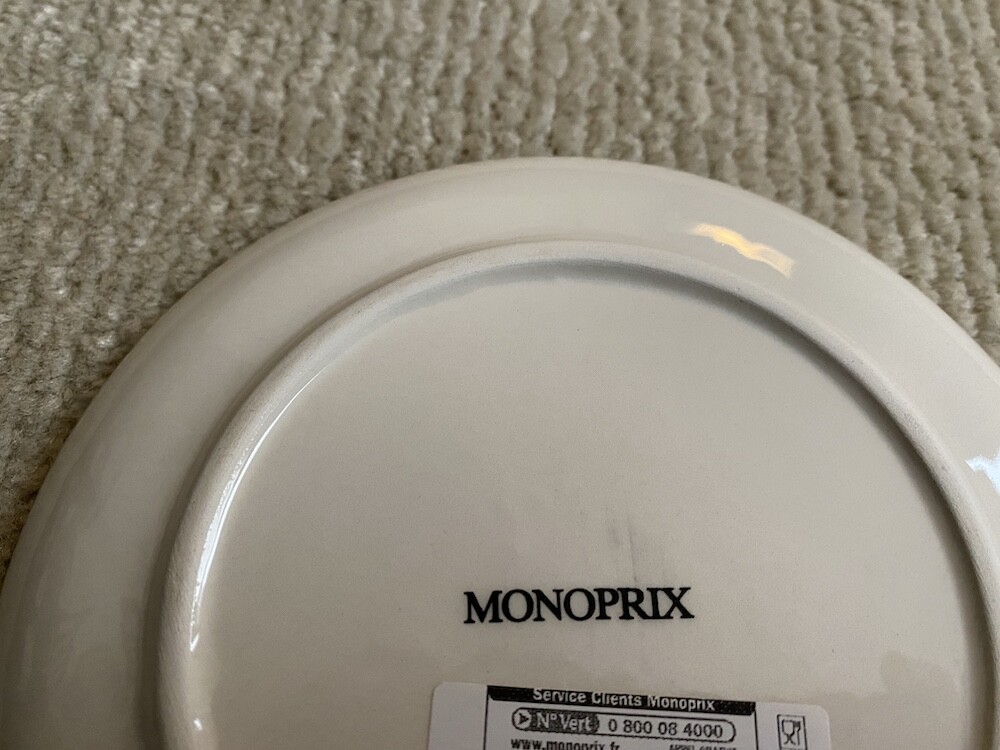 MONOPRIX
Service Clients Monoprix
N° Vert 0 800 08 4000
www.monoprix.fr